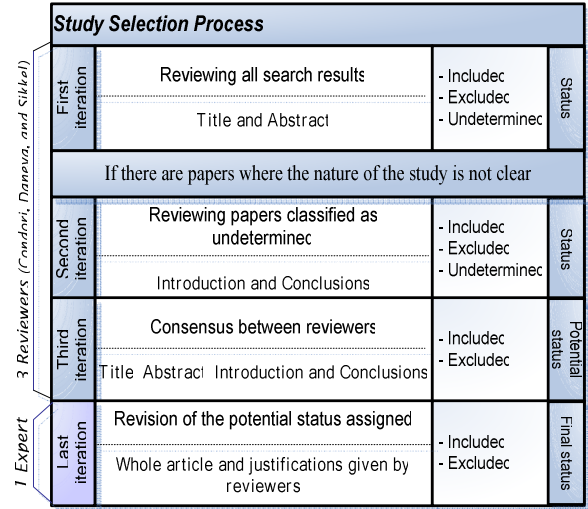 Study Selection Process
3 Reviewers (Condori, Daneva, and Sikkel)
First
iteration
Reviewing all search results
Title and Abstract
- Included
- Excluded
- Undetermined
Status
If there are papers where the nature of the study is not clear
Second
iteration
Reviewing papers classified as
undetermined
Introduction and Conclusions
- Included
- Excluded
- Undetermined
Status
Third
iteration
Consensus between reviewers
Title Abstract Introduction and Conclusions
- Included
- Excluded
Potential
status
1 Expert
Last
iteration
Revision of the potential status assigned
Whole article and justifications given by
reviewers
- Included
- Excluded
Final status